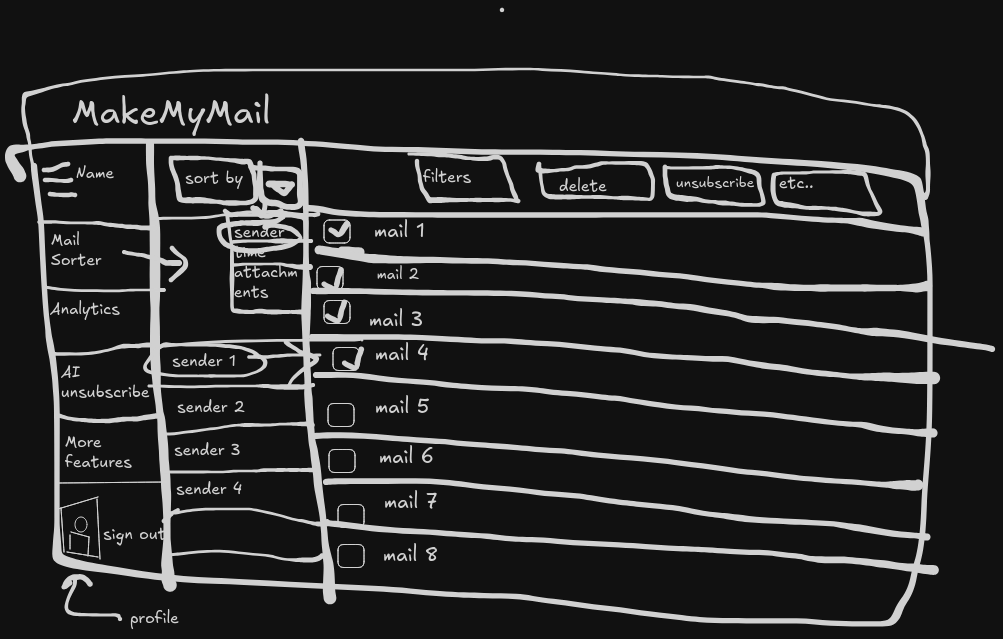 MakeMyMail
Name
sort by
filters
delete
unsubscribe
etc..
Mail
Sorter
Analytics
AI
unsubscribe
More
features
sign out
profile
sender
time
attachm
ents
sender 1
sender 2
sender 3
sender 4
mail 1
mail 2
mail 3
mail 4
mail 5
mail 6
mail 7
mail 8